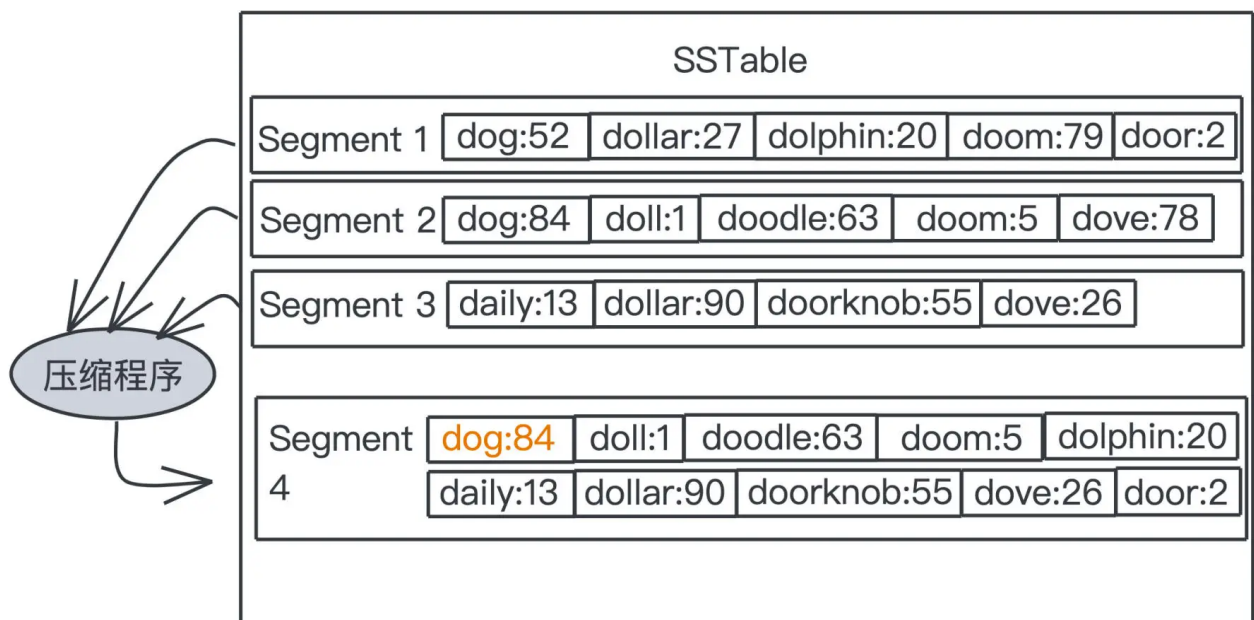 SSTable
Segment 1 dog:52 dollar:27 dolphin:20 doom:79 door:2
Segment 2 dog:84 doll:1 doodle:63 doom:5 dove:78
Segment 3 daily:13 dollar:90 doorknob:55 dove:26
压缩程序
Segment dog:84 doll:1 doodle:63 doom:5 dolphin:20
4 daily:13 dollar:90 doorknob:55 dove:26 door:2